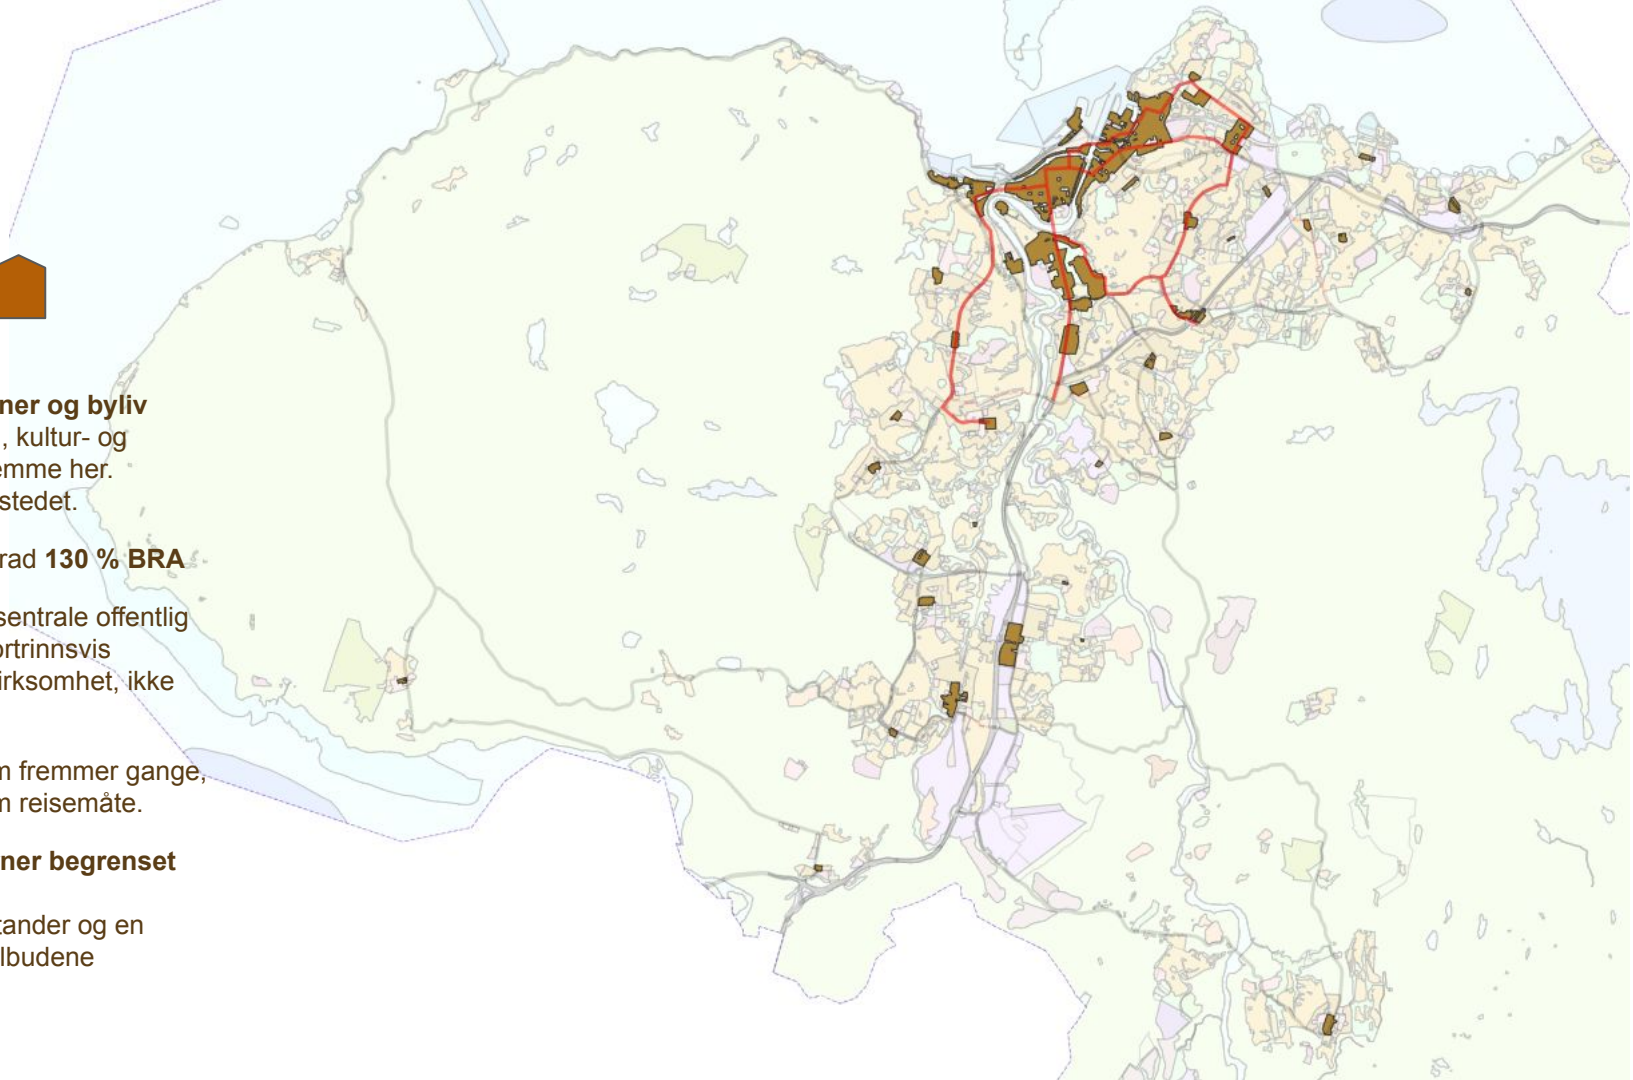 ner og byliv
, kultur- og
emme her.
stedet.
rad 130 % BRA
sentrale offentlig
ortrinnsvis
irksomhet, ikke
m fremmer gange,
m reisemåte.
ner begrenset
tander og en
lbudene